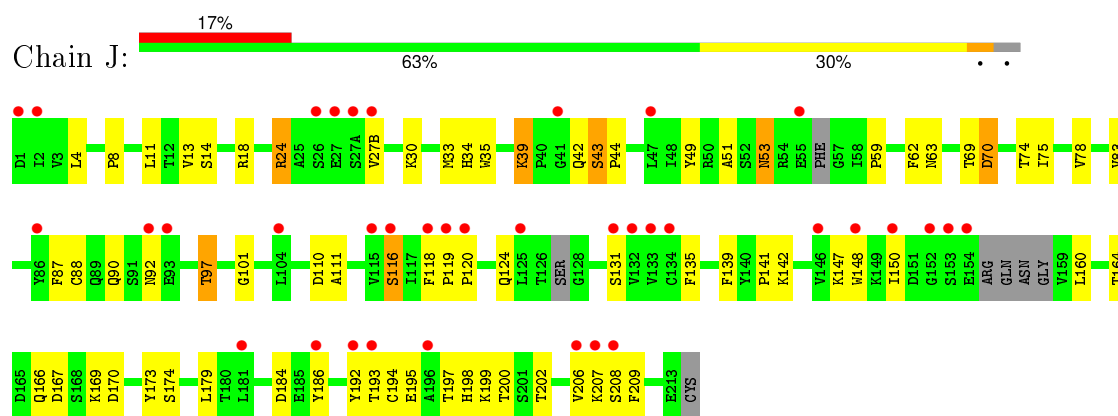 17%
Chain J:
63% 30% • •
D1 I2 V3 L4 P8 L11 T12 V13 S14 R18 R24 A25 S26 E27 S27A V27B K30 M33 H34 W35 K39 P40 G41 Q42 S43 P44 L47 I48 Y49 R50 A51 S52 N53 R54 E55 PHE G57 I58 P59 F62 N63 T69 D70 T74 I75 V78
Y86 F87 C88 Q89 Q90 S91 N92 E93 T97 G101 L104 D110 A111 V115 S116 I117 F118 P119 P120 Q124 L125 T126 SER G128 S131 V132 V133 C134 F135 F139 Y140 P141 K142 V146 K147 W148 K149 I150 D151 G152 S153 E154 ARG GLN ASN GLY V159 L160
D165 Q166 D167 S168 K169 D170 Y173 S174 L179 T180 L181 D184 E185 Y186 Y192 T193 C194 E195 A196 T197 H198 K199 T200 S201 T202 V206 K207 S208 F209 E213 CYS